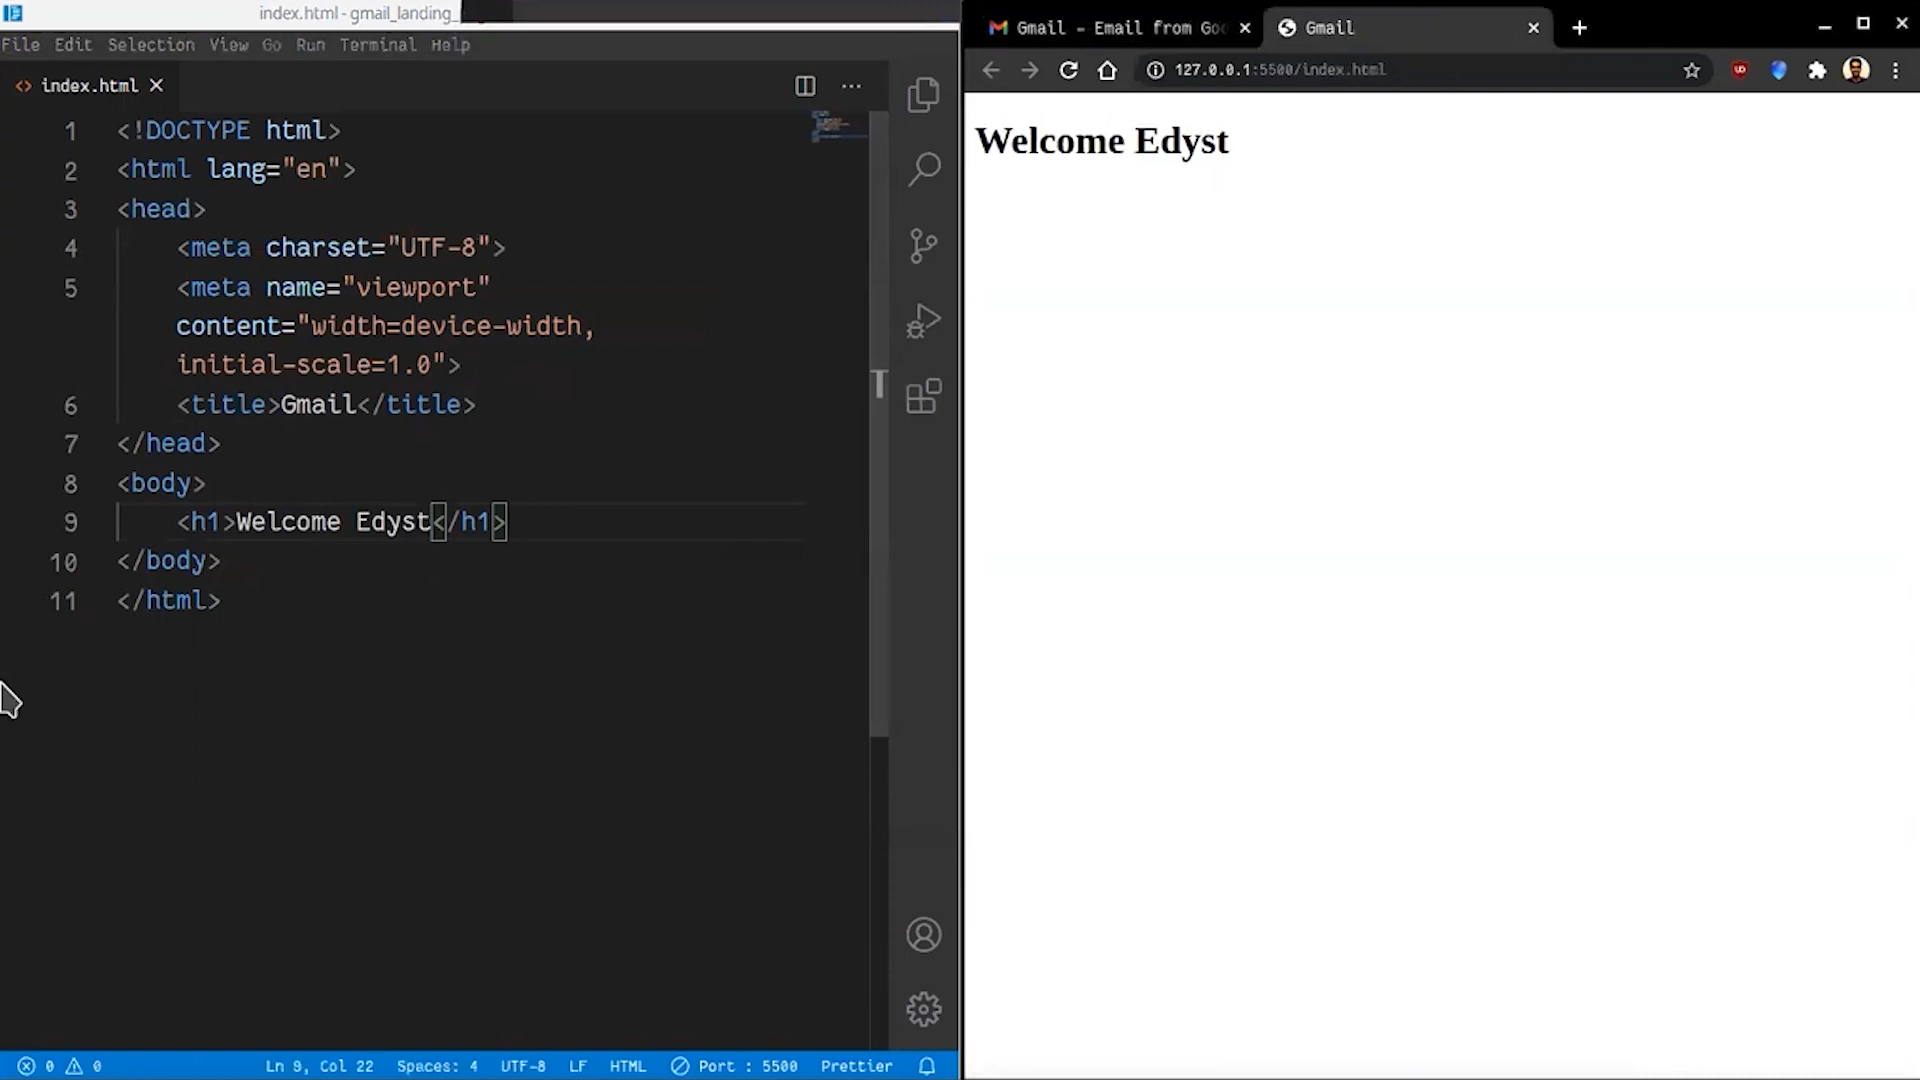 index.html - gmail_landing_
File Edit Selection View Go Run Terminal Help
index.html
1 <!DOCTYPE html>
2 <html lang="en">
3 <head>
4 <meta charset="UTF-8">
5 <meta name="viewport"
content="width=device-width,
initial-scale=1.0">
6 <title>Gmail</title>
7 </head>
8 <body>
9 <h1>Welcome Edyst</h1>
10 </body>
11 </html>
0 0 Ln 9, Col 22 Spaces: 4 UTF-8 LF HTML Port : 5500 Prettier
Gmail - Email from Goo
Gmail
127.0.0.1:5500/index.html
Welcome Edyst